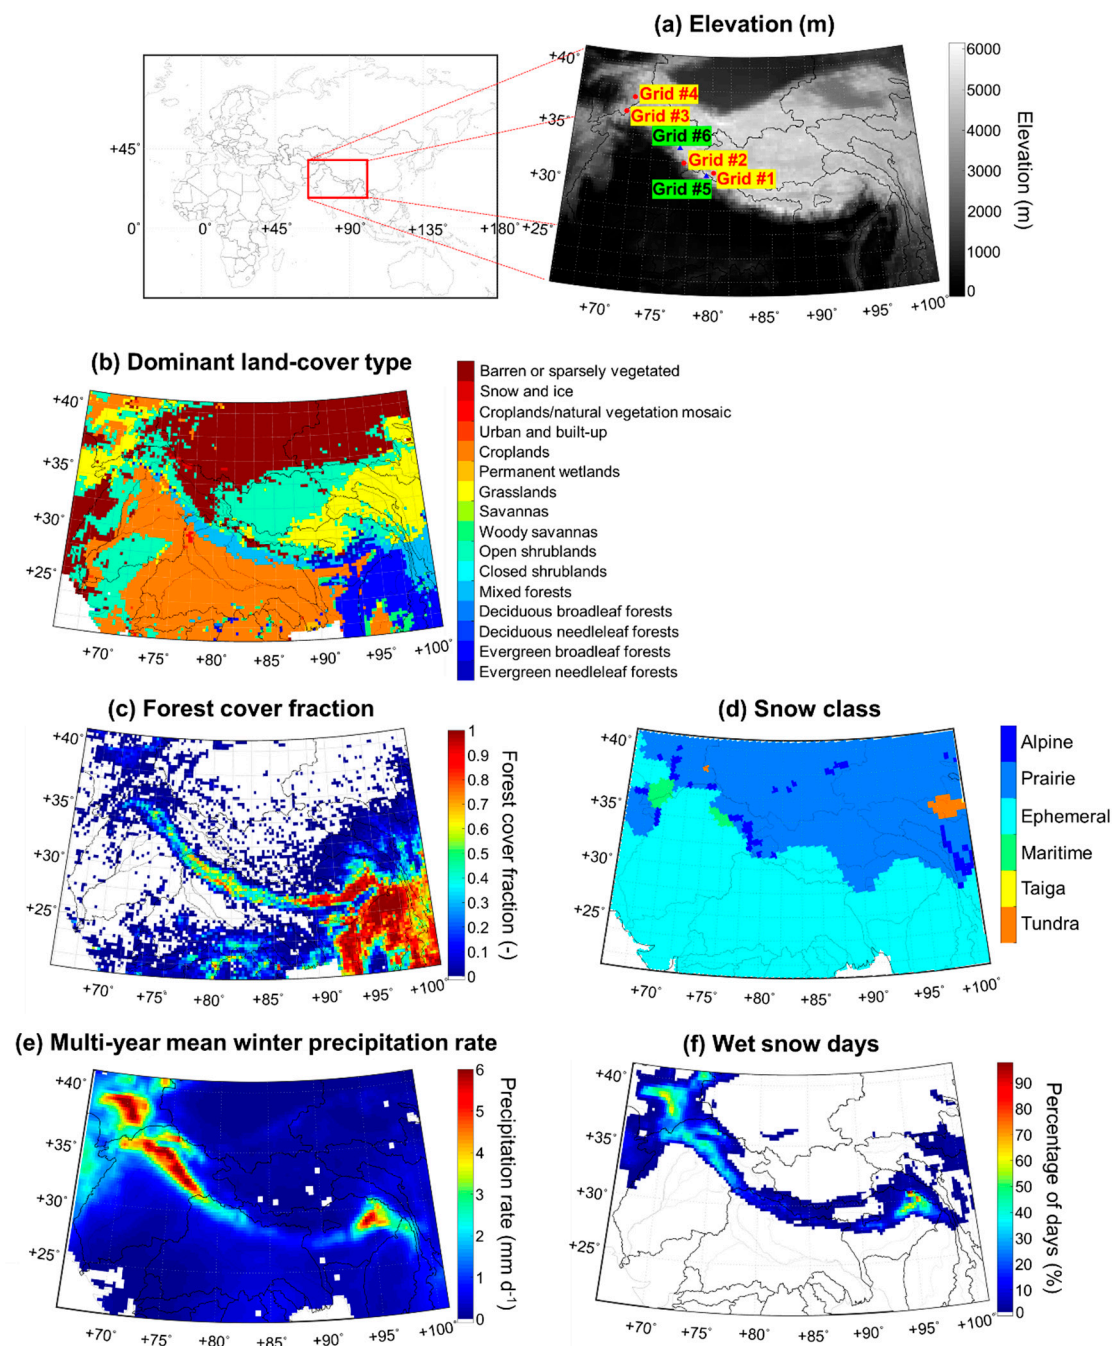 (a) Elevation (m)
+40°
+35°
+30°
+25°
Grid #4
Grid #3
Grid #6
Grid #2
Grid #1
Grid #5
6000
5000
4000
3000
2000
1000
0
Elevation (m)
+70°
+75°
+80°
+85°
+90°
+95°
+100°
+45°
0°
0°
+45°
+90°
+135°
+180°
(b) Dominant land-cover type
+40°
+35°
+30°
+25°
+70°
+75°
+80°
+85°
+90°
+95°
+100°
Barren or sparsely vegetated
Snow and ice
Croplands/natural vegetation mosaic
Urban and built-up
Croplands
Permanent wetlands
Grasslands
Savannas
Woody savannas
Open shrublands
Closed shrublands
Mixed forests
Deciduous broadleaf forests
Deciduous needleleaf forests
Evergreen broadleaf forests
Evergreen needleleaf forests
(c) Forest cover fraction
+40°
+35°
+30°
+25°
+70°
+75°
+80°
+85°
+90°
+95°
+100°
1
0.9
0.8
0.7
0.6
0.5
0.4
0.3
0.2
0.1
0
Forest cover fraction (-)
(d) Snow class
+40°
+35°
+30°
+25°
+70°
+75°
+80°
+85°
+90°
+95°
+100°
Alpine
Prairie
Ephemeral
Maritime
Taiga
Tundra
(e) Multi-year mean winter precipitation rate
+40°
+35°
+30°
+25°
+70°
+75°
+80°
+85°
+90°
+95°
+100°
6
5
4
3
2
1
0
Precipitation rate (mm d⁻¹)
(f) Wet snow days
+40°
+35°
+30°
+25°
+70°
+75°
+80°
+85°
+90°
+95°
+100°
90
80
70
60
50
40
30
20
10
0
Percentage of days (%)